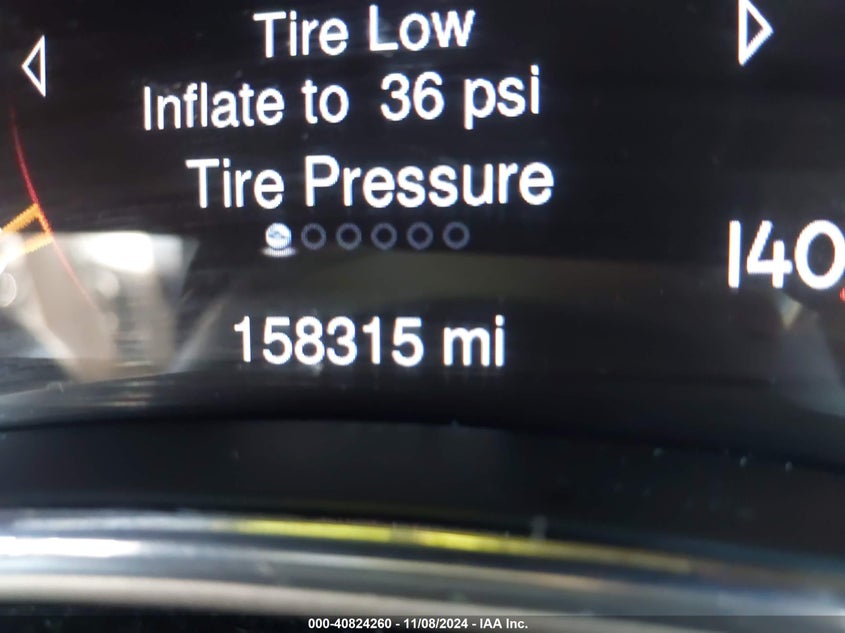 Tire Low
Inflate to 36 psi
Tire Pressure
140
158315 mi
000-40824260 - 11/08/2024 - IAA Inc.